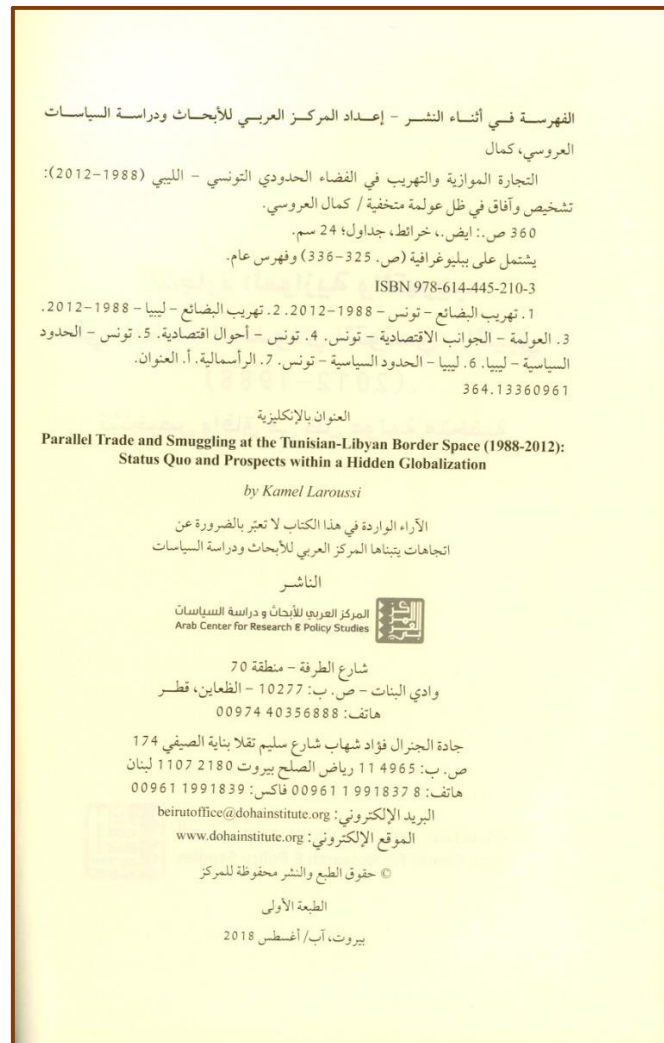 الفهرسة في أثناء النشر – إعداد المركز العربي للأبحاث ودراسة السياسات
العروسي، كمال
التجارة الموازية والتهريب في الفضاء الحدودي التونسي – الليبي (1988-2012):
تشخيص وآفاق في ظل عولمة متخفية / كمال العروسي.
360 ص.: ايض.، خرائط، جداول؛ 24 سم.
يشتمل على ببليوغرافية (ص. 325-336) وفهرس عام.
ISBN 978-614-445-210-3
1. تهريب البضائع – تونس – 1988-2012. 2. تهريب البضائع – ليبيا – 1988-2012.
3. العولمة – الجوانب الاقتصادية – تونس. 4. تونس – أحوال اقتصادية. 5. تونس – الحدود
السياسية – ليبيا. 6. ليبيا – الحدود السياسية – تونس. 7. الرأسمالية. أ. العنوان.
364.13360961
العنوان بالإنكليزية
Parallel Trade and Smuggling at the Tunisian-Libyan Border Space (1988-2012):
Status Quo and Prospects within a Hidden Globalization
by Kamel Laroussi
الآراء الواردة في هذا الكتاب لا تعبّر بالضرورة عن
اتجاهات يتبناها المركز العربي للأبحاث ودراسة السياسات
الناشر
المركز العربي للأبحاث و دراسة السياسات
Arab Center for Research & Policy Studies
شارع الطرفة – منطقة 70
وادي البنات – ص. ب: 10277 – الظعاين، قطر
هاتف: 40356888 00974
جادة الجنرال فؤاد شهاب شارع سليم تقلا بناية الصيفي 174
ص. ب: 4965 11 رياض الصلح بيروت 2180 1107 لبنان
هاتف: 8 991837 1 00961 فاكس: 1991839 00961
البريد الإلكتروني: beirutoffice@dohainstitute.org
الموقع الإلكتروني: www.dohainstitute.org
© حقوق الطبع والنشر محفوظة للمركز
الطبعة الأولى
بيروت، آب/ أغسطس 2018